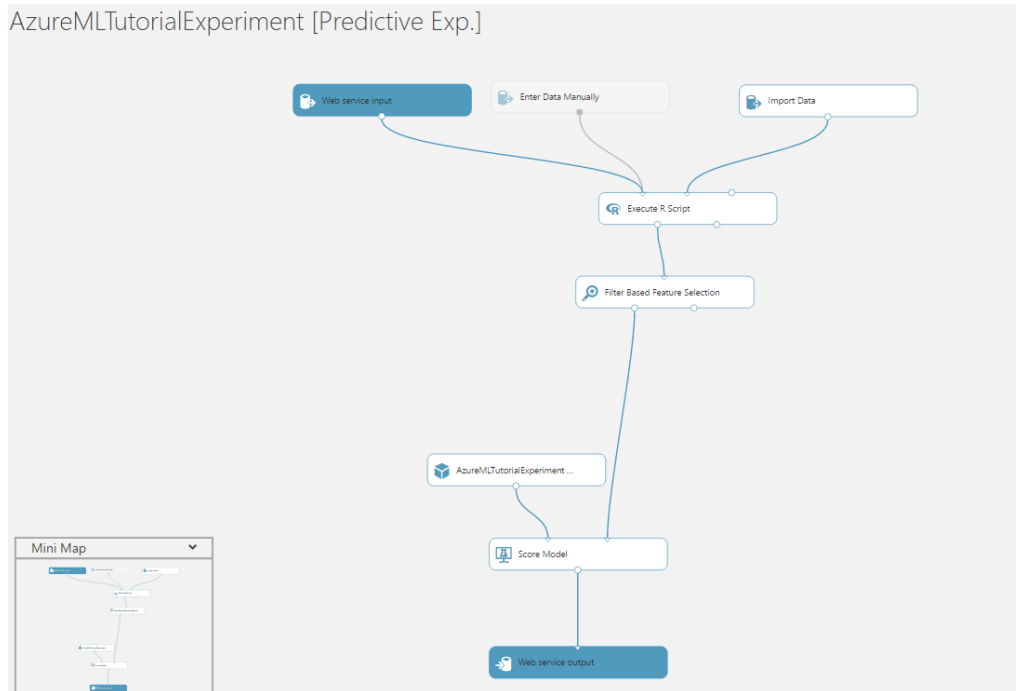 AzureMLTutorialExperiment [Predictive Exp.]
Web service input
Enter Data Manually
Import Data
Execute R Script
Filter Based Feature Selection
AzureMLTutorialExperiment ...
Score Model
Mini Map
Web service output